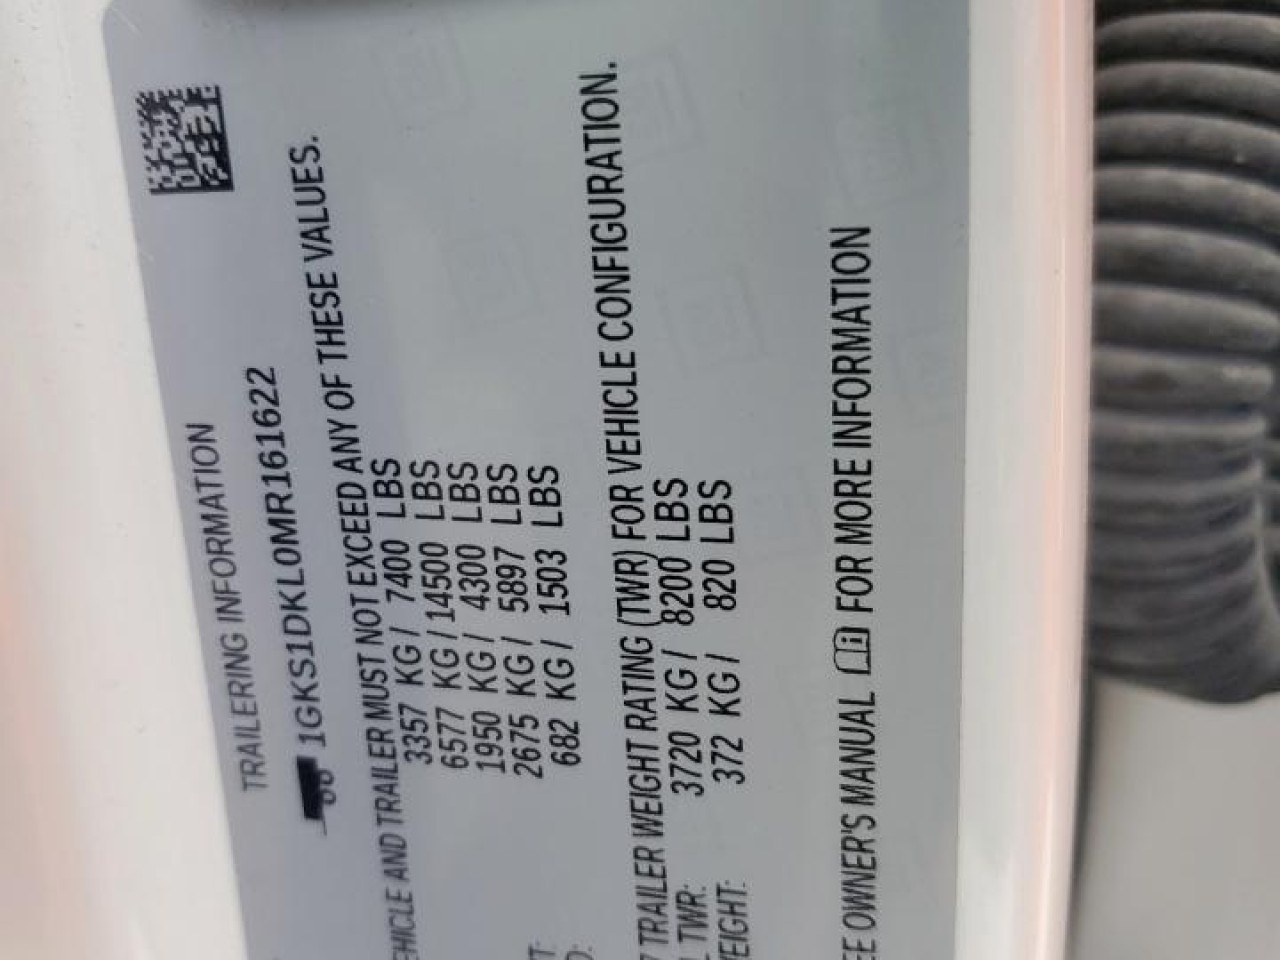 TRAILERING INFORMATION
1GKS1DKL0MR161622
VEHICLE AND TRAILER MUST NOT EXCEED ANY OF THESE VALUES.
3357 KG / 7400 LBS
6577 KG / 14500 LBS
1950 KG / 4300 LBS
2675 KG / 5897 LBS
682 KG / 1503 LBS
TRAILER WEIGHT RATING (TWR) FOR VEHICLE CONFIGURATION.
TWR: 3720 KG / 8200 LBS
EIGHT: 372 KG / 820 LBS
EE OWNER'S MANUAL FOR MORE INFORMATION